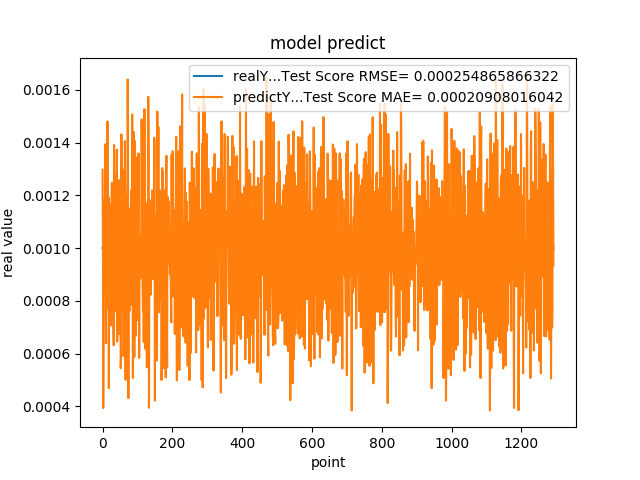 model predict
realY...Test Score RMSE= 0.000254865866322
predictY...Test Score MAE= 0.00020908016042
0.0016
0.0014
0.0012
0.0010
0.0008
0.0006
0.0004
real value
0 200 400 600 800 1000 1200
point